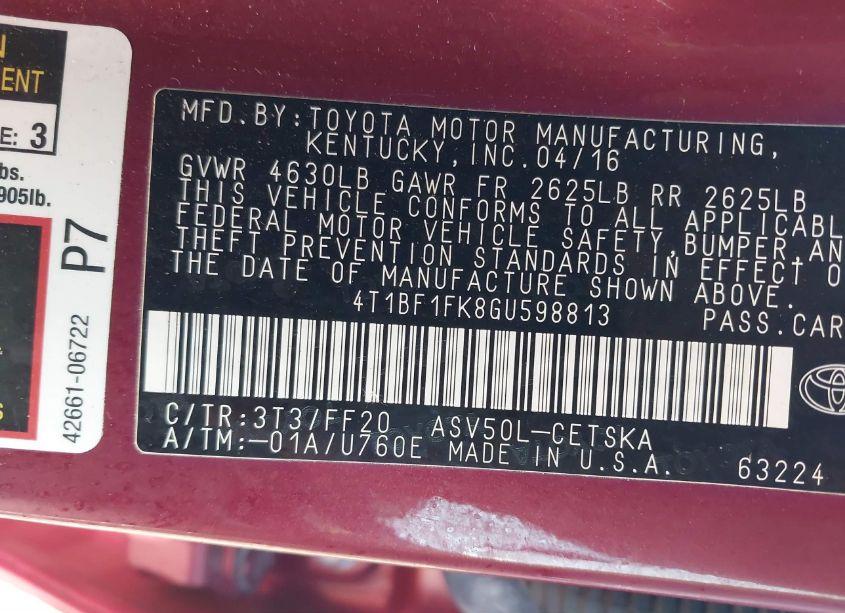 N
ENT
E: 3
bs.
905lb.
P7
42661-06722
S
MFD.BY:TOYOTA MOTOR MANUFACTURING,
KENTUCKY,INC.04/16
GVWR 4630LB GAWR FR 2625LB RR 2625LB
THIS VEHICLE CONFORMS TO ALL APPLICABL
FEDERAL MOTOR VEHICLE SAFETY,BUMPER,AN
THEFT PREVENTION STANDARDS IN EFFECT O
THE DATE OF MANUFACTURE SHOWN ABOVE.
4T1BF1FK8GU598813 PASS.CAR
C/TR:3T3/FF20 ASV50L-CETSKA
A/TM:-01A/U760E MADE IN U.S.A.
63224